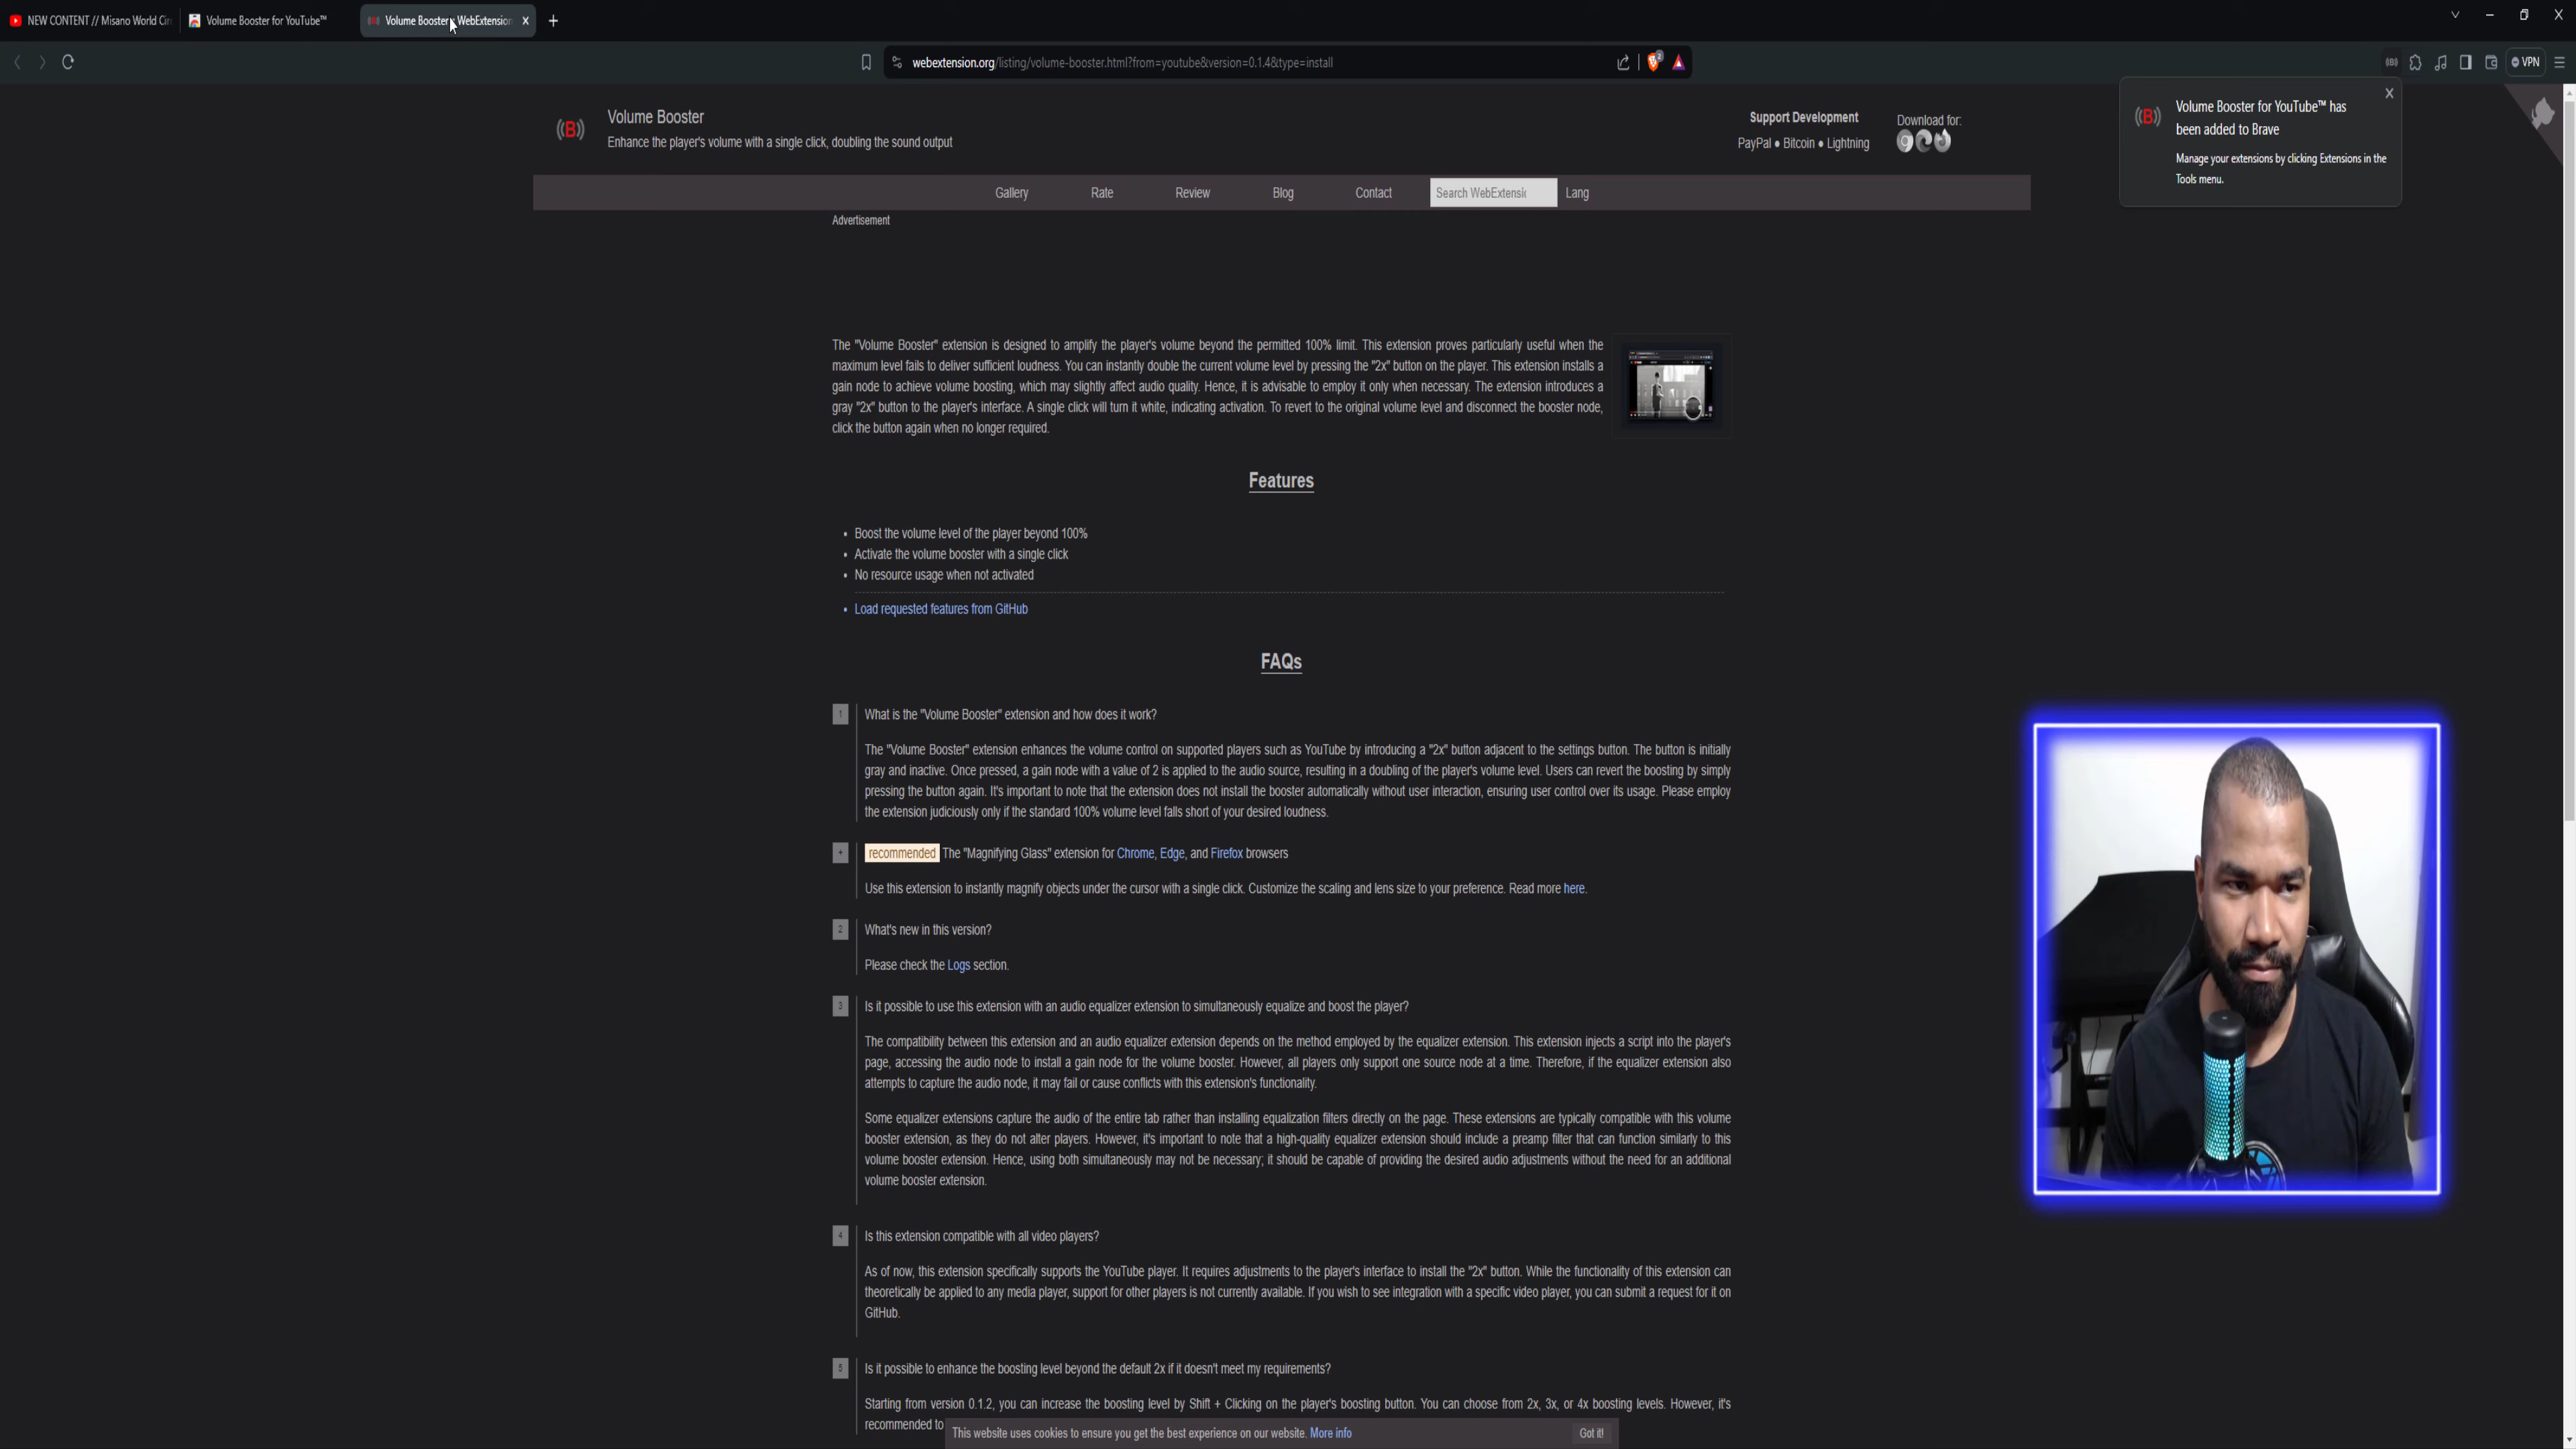 NEW CONTENT // Misano World Circ
Volume Booster for YouTube™
Volume Booster :: WebExtension
webextension.org/listing/volume-booster.html?from=youtube&version=0.1.4&type=install
2
VPN
((B))
Volume Booster
Enhance the player's volume with a single click, doubling the sound output
Support Development
PayPal ● Bitcoin ● Lightning
Download for:
((B))
Volume Booster for YouTube™ has
been added to Brave
Manage your extensions by clicking Extensions in the
Tools menu.
Gallery
Rate
Review
Blog
Contact
Search WebExtensic
Lang
Advertisement
The "Volume Booster" extension is designed to amplify the player's volume beyond the permitted 100% limit. This extension proves particularly useful when the
maximum level fails to deliver sufficient loudness. You can instantly double the current volume level by pressing the "2x" button on the player. This extension installs a
gain node to achieve volume boosting, which may slightly affect audio quality. Hence, it is advisable to employ it only when necessary. The extension introduces a
gray "2x" button to the player's interface. A single click will turn it white, indicating activation. To revert to the original volume level and disconnect the booster node,
click the button again when no longer required.
Features
• Boost the volume level of the player beyond 100%
• Activate the volume booster with a single click
• No resource usage when not activated
• Load requested features from GitHub
FAQs
1 What is the "Volume Booster" extension and how does it work?
The "Volume Booster" extension enhances the volume control on supported players such as YouTube by introducing a "2x" button adjacent to the settings button. The button is initially
gray and inactive. Once pressed, a gain node with a value of 2 is applied to the audio source, resulting in a doubling of the player's volume level. Users can revert the boosting by simply
pressing the button again. It's important to note that the extension does not install the booster automatically without user interaction, ensuring user control over its usage. Please employ
the extension judiciously only if the standard 100% volume level falls short of your desired loudness.
+ recommended The "Magnifying Glass" extension for Chrome, Edge, and Firefox browsers
Use this extension to instantly magnify objects under the cursor with a single click. Customize the scaling and lens size to your preference. Read more here.
2 What's new in this version?
Please check the Logs section.
3 Is it possible to use this extension with an audio equalizer extension to simultaneously equalize and boost the player?
The compatibility between this extension and an audio equalizer extension depends on the method employed by the equalizer extension. This extension injects a script into the player's
page, accessing the audio node to install a gain node for the volume booster. However, all players only support one source node at a time. Therefore, if the equalizer extension also
attempts to capture the audio node, it may fail or cause conflicts with this extension's functionality.
Some equalizer extensions capture the audio of the entire tab rather than installing equalization filters directly on the page. These extensions are typically compatible with this volume
booster extension, as they do not alter players. However, it's important to note that a high-quality equalizer extension should include a preamp filter that can function similarly to this
volume booster extension. Hence, using both simultaneously may not be necessary; it should be capable of providing the desired audio adjustments without the need for an additional
volume booster extension.
4 Is this extension compatible with all video players?
As of now, this extension specifically supports the YouTube player. It requires adjustments to the player's interface to install the "2x" button. While the functionality of this extension can
theoretically be applied to any media player, support for other players is not currently available. If you wish to see integration with a specific video player, you can submit a request for it on
GitHub.
5 Is it possible to enhance the boosting level beyond the default 2x if it doesn't meet my requirements?
Starting from version 0.1.2, you can increase the boosting level by Shift + Clicking on the player's boosting button. You can choose from 2x, 3x, or 4x boosting levels. However, it's
recommended to
This website uses cookies to ensure you get the best experience on our website. More info
Got it!